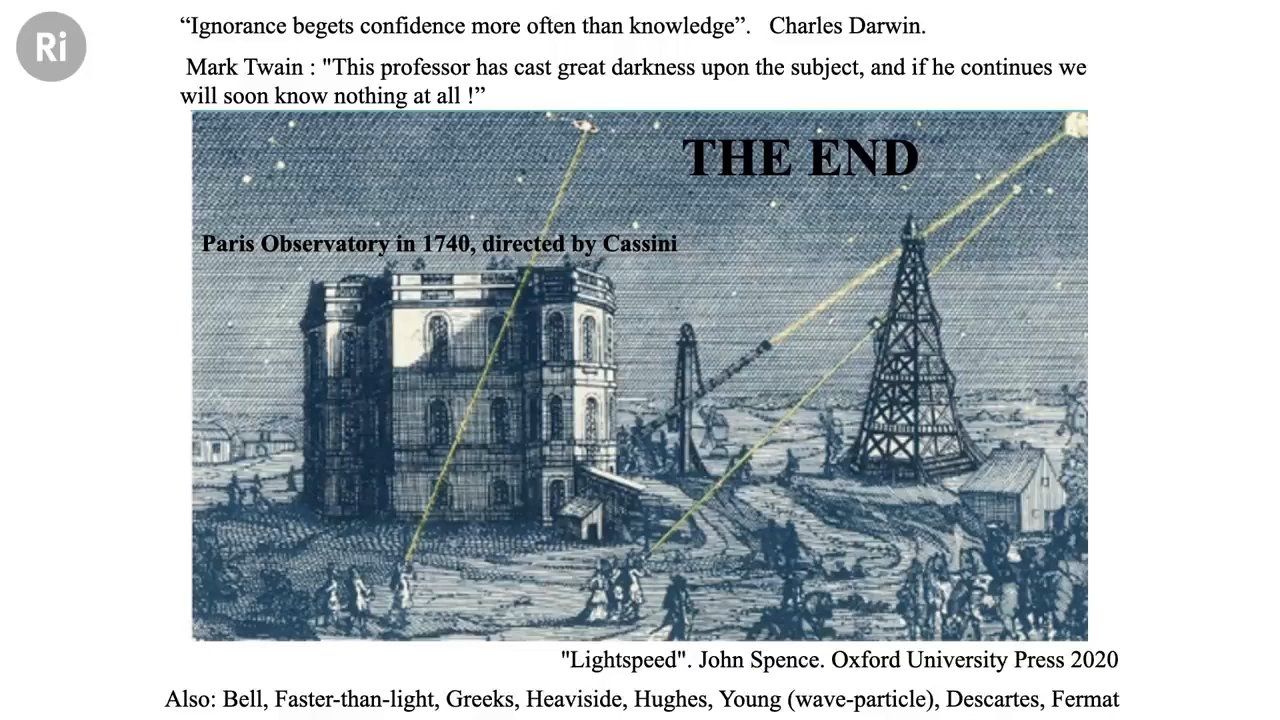 Ri
“Ignorance begets confidence more often than knowledge”. Charles Darwin.
Mark Twain : "This professor has cast great darkness upon the subject, and if he continues we
will soon know nothing at all !”
THE END
Paris Observatory in 1740, directed by Cassini
"Lightspeed". John Spence. Oxford University Press 2020
Also: Bell, Faster-than-light, Greeks, Heaviside, Hughes, Young (wave-particle), Descartes, Fermat